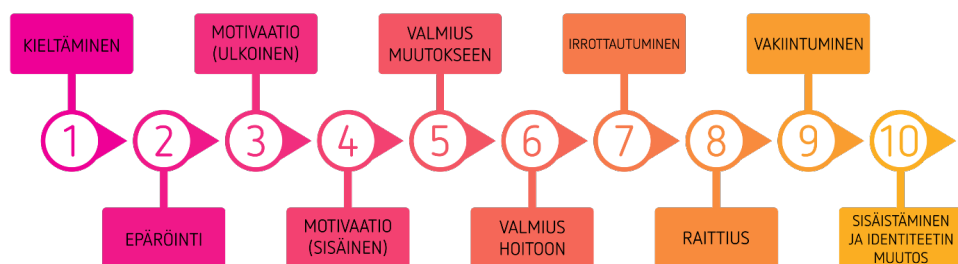 KIELTÄMINEN
MOTIVAATIO
(ULKOINEN)
VALMIUS
MUUTOKSEEN
IRROTTAUTUMINEN
VAKIINTUMINEN
1
2
3
4
5
6
7
8
9
10
EPÄRÖINTI
MOTIVAATIO
(SISÄINEN)
VALMIUS
HOITOON
RAITTIUS
SISÄISTÄMINEN
JA IDENTITEETIN
MUUTOS